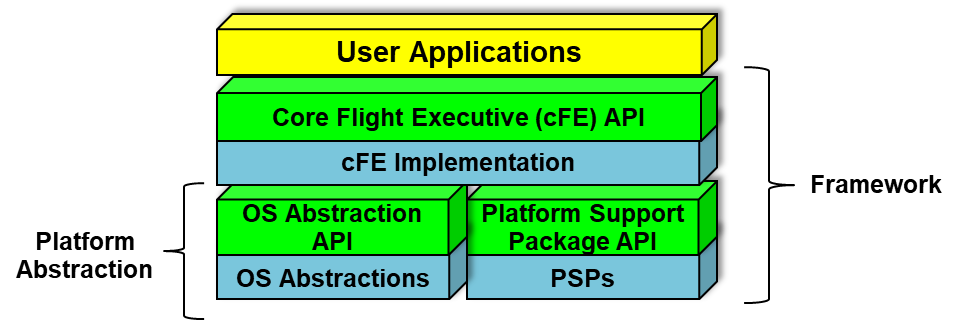 User Applications
Core Flight Executive (cFE) API
cFE Implementation
OS Abstraction
API
Platform Support
Package API
OS Abstractions
PSPs
Platform
Abstraction
Framework